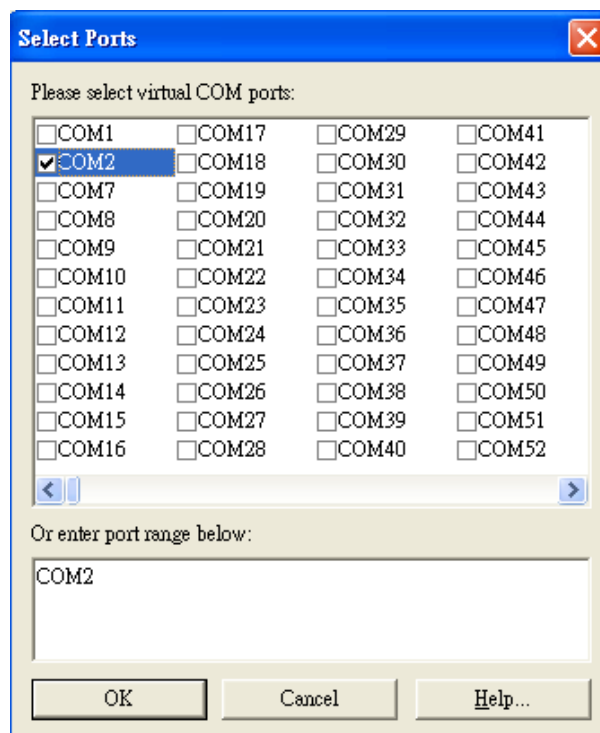 Select Ports
Please select virtual COM ports:
COM1 COM17 COM29 COM41
COM2 COM18 COM30 COM42
COM7 COM19 COM31 COM43
COM8 COM20 COM32 COM44
COM9 COM21 COM33 COM45
COM10 COM22 COM34 COM46
COM11 COM23 COM35 COM47
COM12 COM24 COM36 COM48
COM13 COM25 COM37 COM49
COM14 COM26 COM38 COM50
COM15 COM27 COM39 COM51
COM16 COM28 COM40 COM52
Or enter port range below:
COM2
OK Cancel Help...